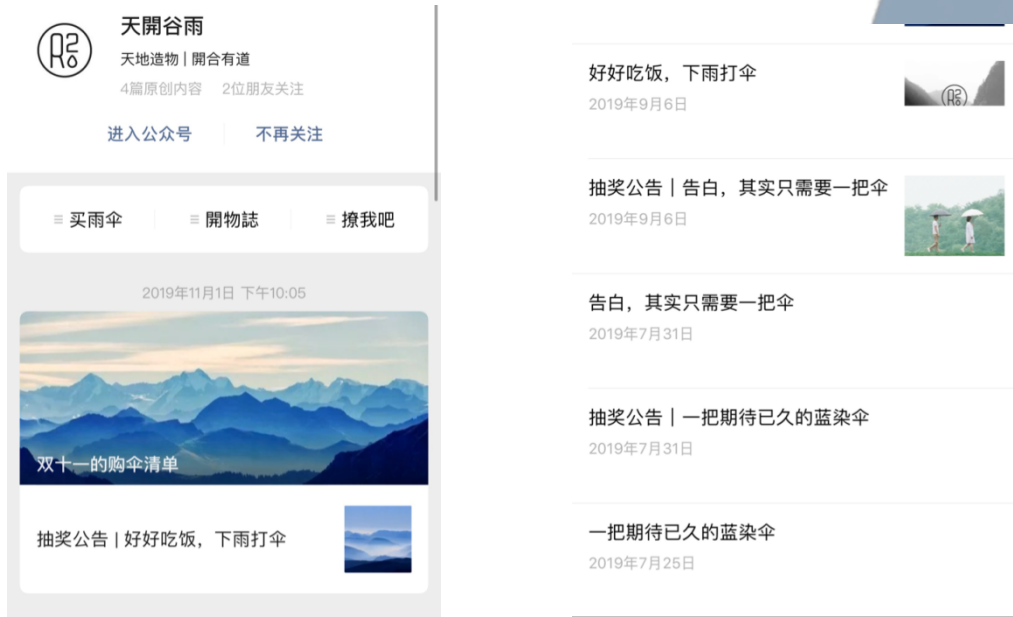 天開谷雨
天地造物 | 開合有道
4篇原创内容 2位朋友关注
进入公众号 不再关注
买雨伞 開物誌 撩我吧
2019年11月1日 下午10:05
双十一的购伞清单
抽奖公告 | 好好吃饭，下雨打伞
好好吃饭，下雨打伞
2019年9月6日
抽奖公告 | 告白，其实只需要一把伞
2019年9月6日
告白，其实只需要一把伞
2019年7月31日
抽奖公告 | 一把期待已久的蓝染伞
2019年7月31日
一把期待已久的蓝染伞
2019年7月25日